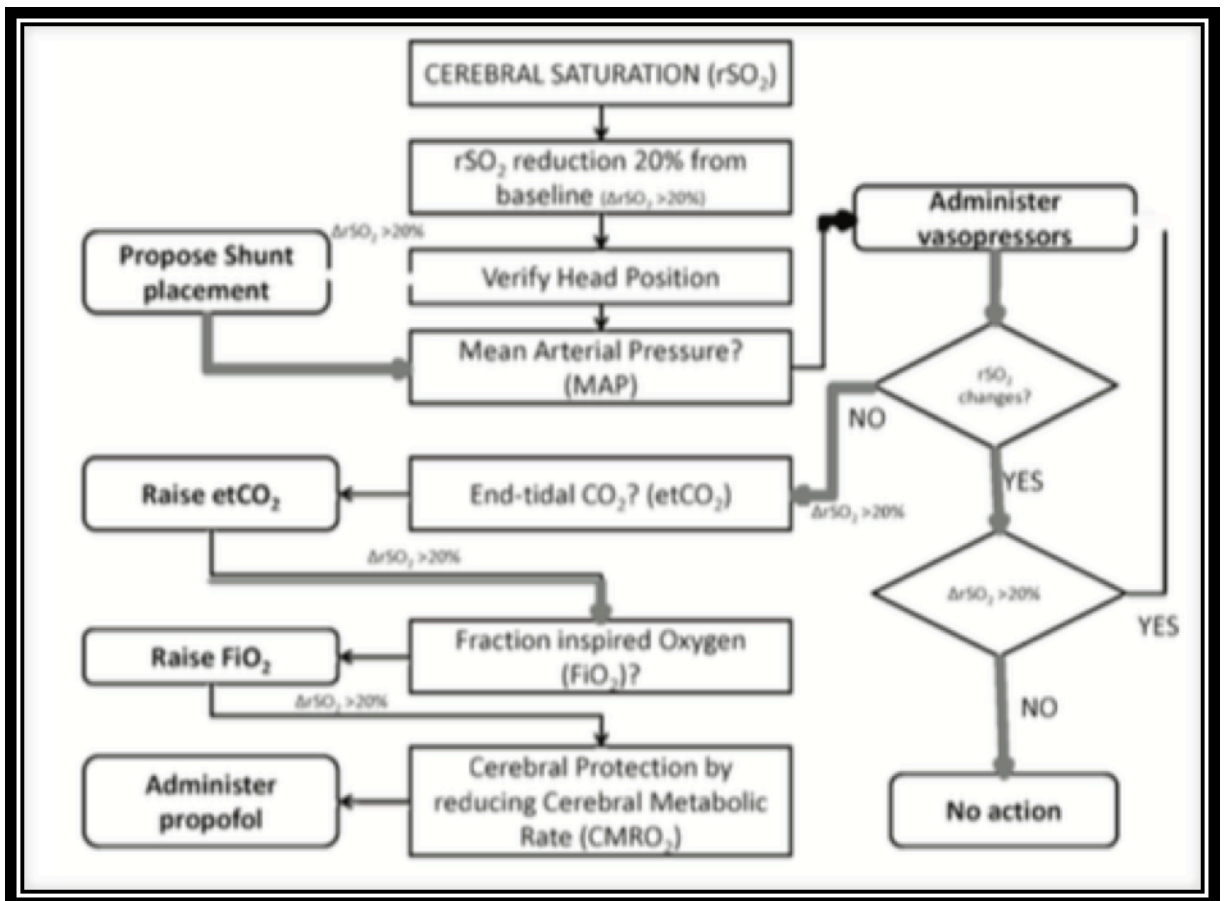 CEREBRAL SATURATION (rSO₂)
rSO₂ reduction 20% from
baseline (ΔrSO₂ >20%)
Administer
vasopressors
ΔrSO₂ >20%
Propose Shunt
placement
Verify Head Position
Mean Arterial Pressure?
(MAP)
rSO₂
changes?
NO
YES
Raise etCO₂
End-tidal CO₂? (etCO₂)
ΔrSO₂ >20%
ΔrSO₂ >20%
ΔrSO₂ >20%
YES
Raise FiO₂
Fraction inspired Oxygen
(FiO₂)?
ΔrSO₂ >20%
NO
Administer
propofol
Cerebral Protection by
reducing Cerebral Metabolic
Rate (CMRO₂)
No action